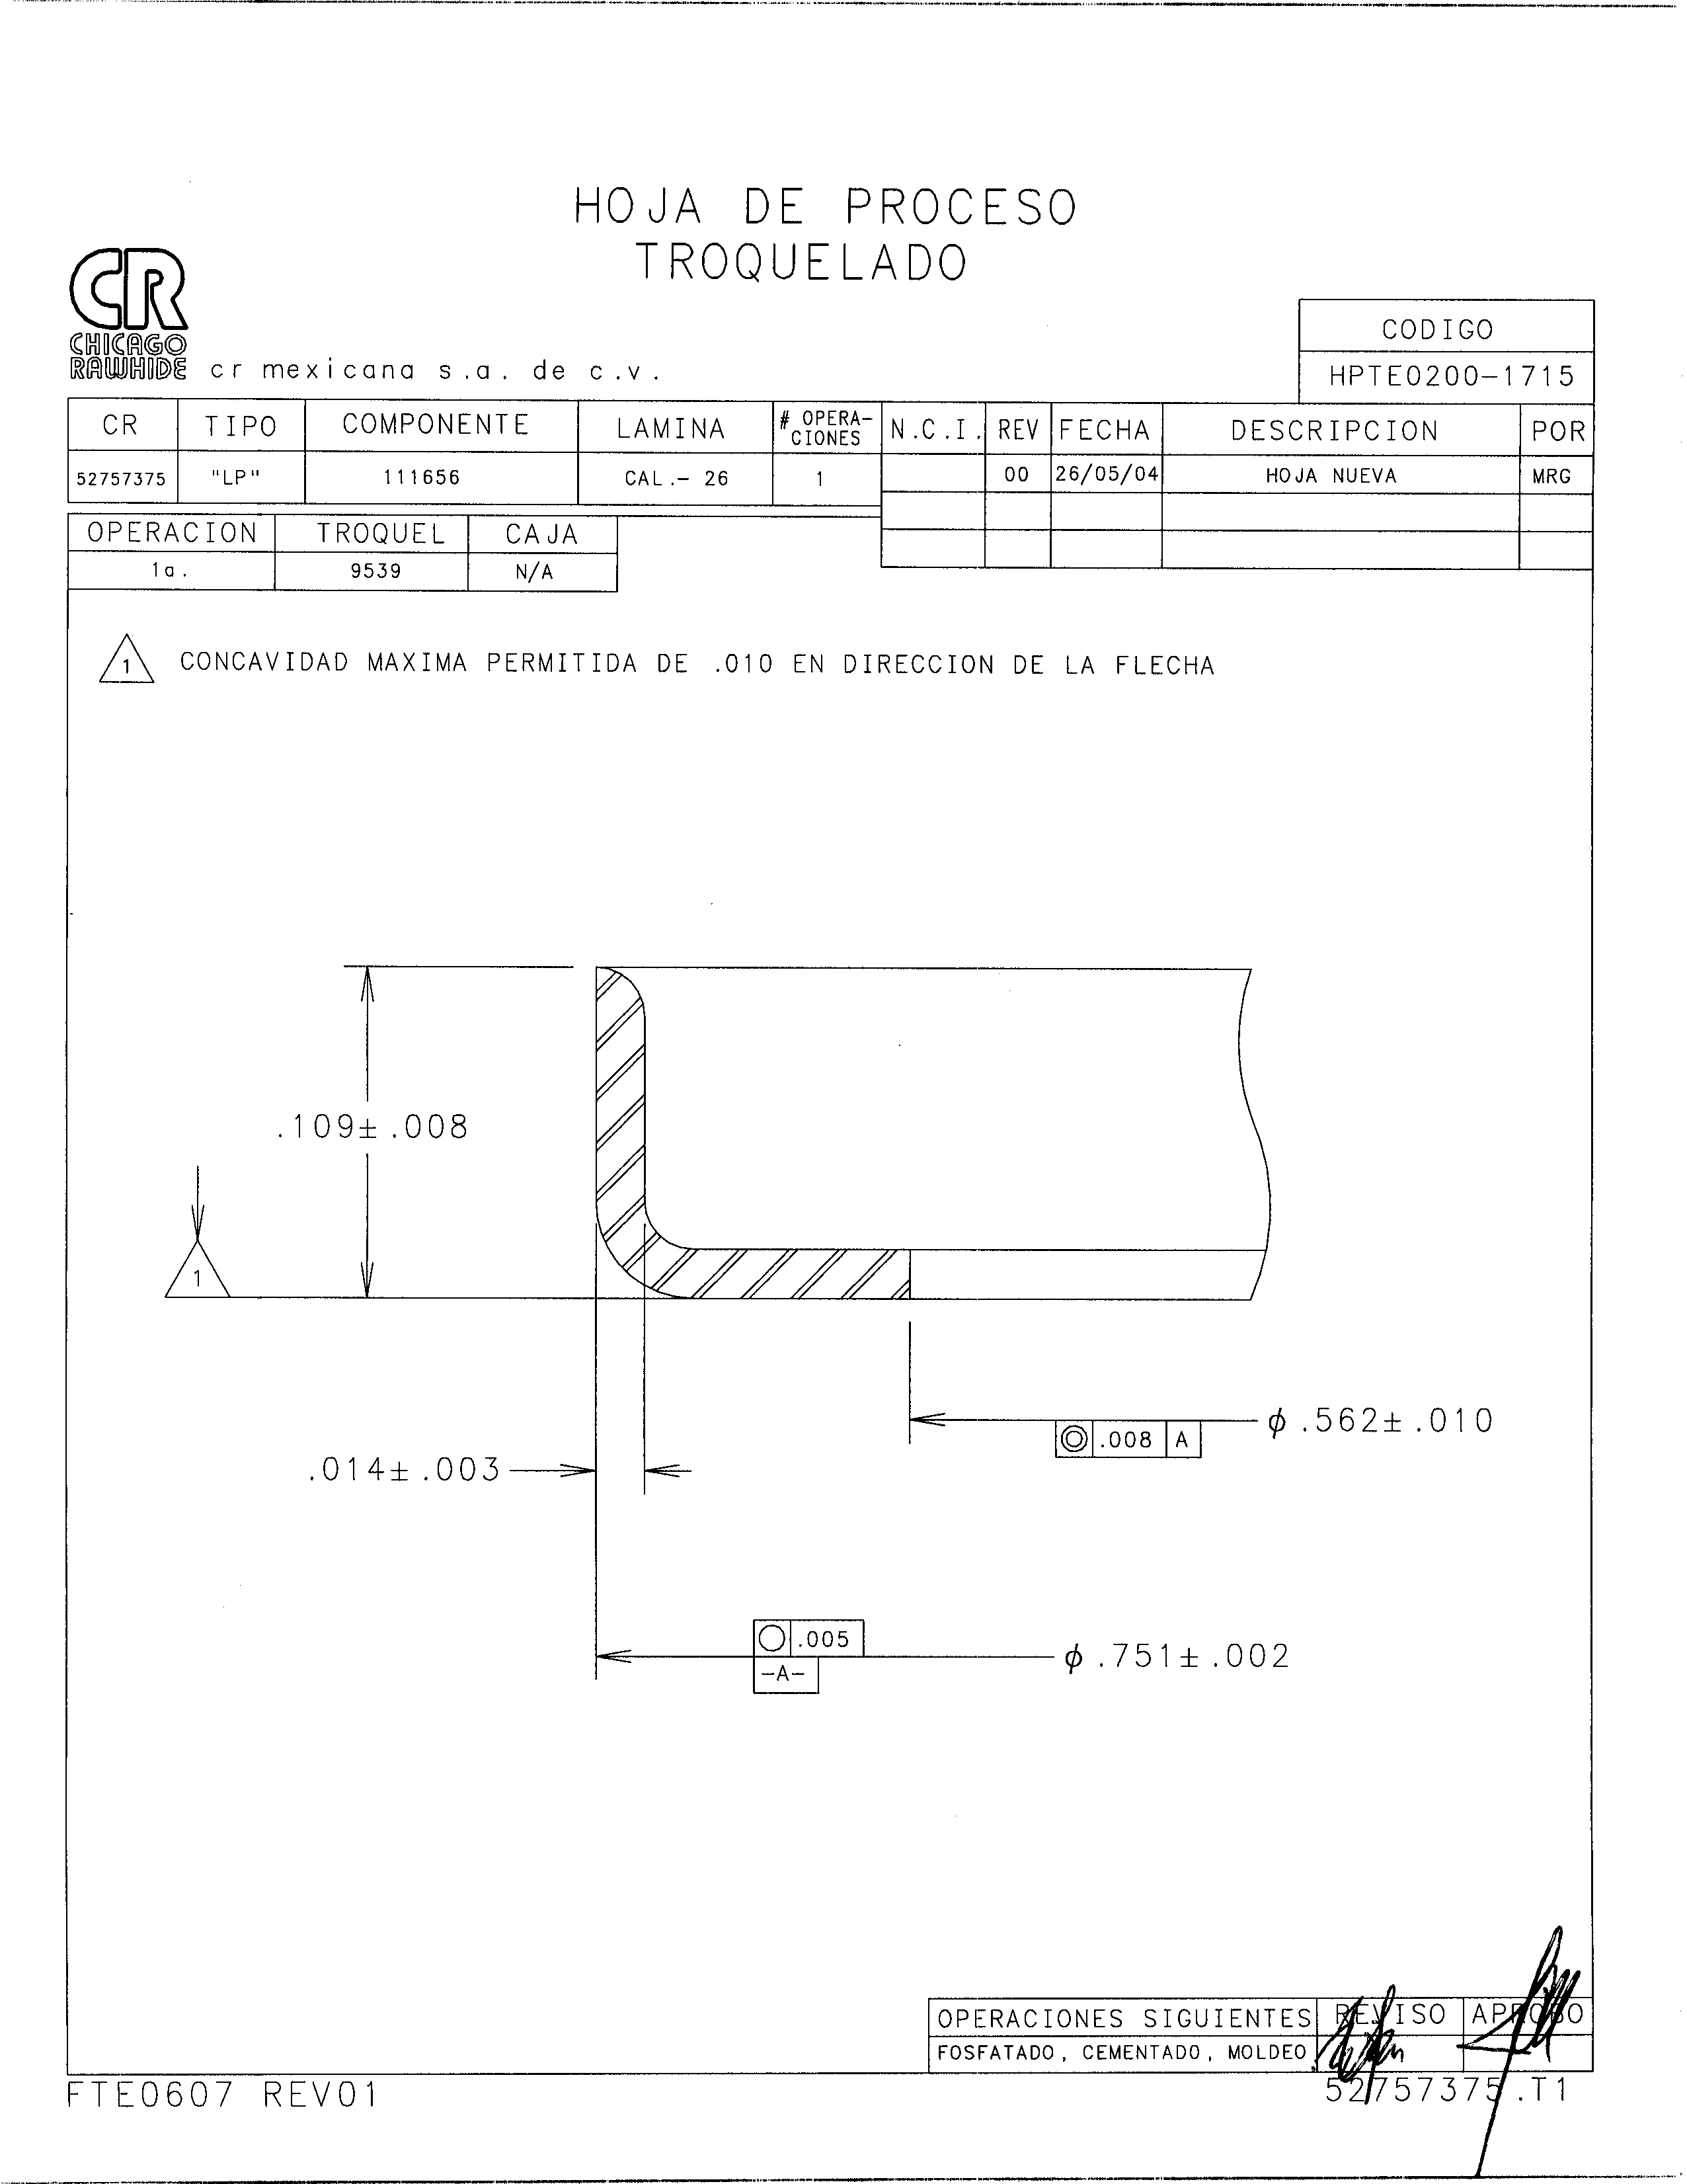 HOJA DE PROCESO
TROQUELADO
CR
CHICAGO
RAWHIDE
cr mexicana s.a. de c.v.
CODIGO
HPTE0200-1715
CR TIPO COMPONENTE LAMINA # OPERA-CIONES N.C.I. REV FECHA DESCRIPCION POR
52757375 "LP" 111656 CAL.- 26 1 00 26/05/04 HOJA NUEVA MRG
OPERACION TROQUEL CAJA
1a. 9539 N/A
1 CONCAVIDAD MAXIMA PERMITIDA DE .010 EN DIRECCION DE LA FLECHA
.109± .008
1
⌀ .562± .010
◎ .008 A
.014± .003
○ .005
-A-
⌀ .751± .002
OPERACIONES SIGUIENTES REVISO APROBO
FOSFATADO, CEMENTADO, MOLDEO.
FTE0607 REV01
52757375.T1